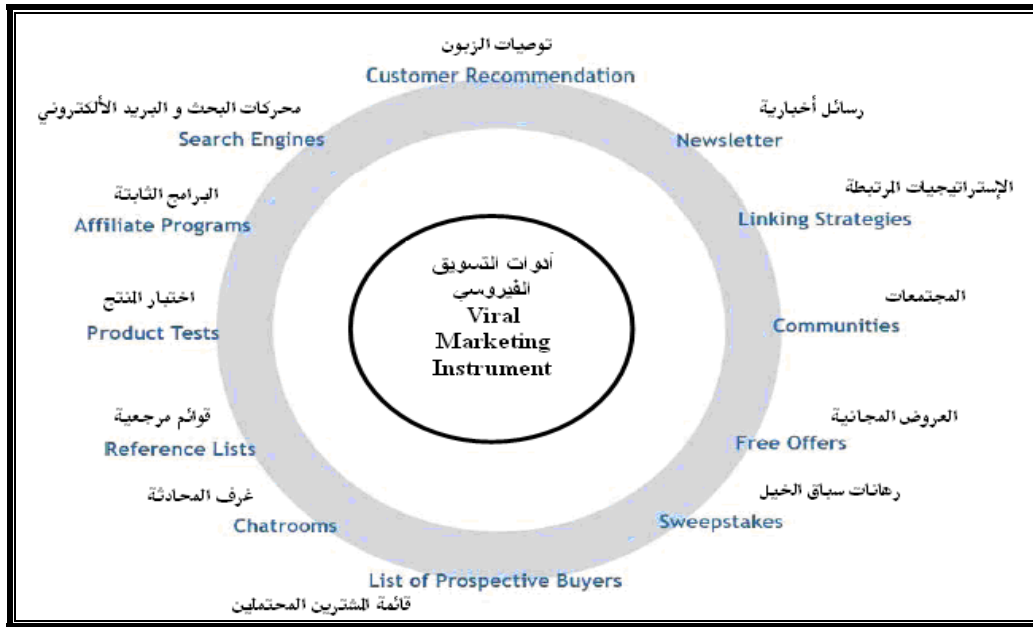 توصيات الزبون
Customer Recommendation
رسائل أخبارية
Newsletter
الإستراتيجيات المرتبطة
Linking Strategies
المجتمعات
Communities
العروض المجانية
Free Offers
رهانات سباق الخيل
Sweepstakes
List of Prospective Buyers
قائمة المشترين المحتملين
غرف المحادثة
Chatrooms
قوائم مرجعية
Reference Lists
اختبار المنتج
Product Tests
البرامج الثابتة
Affiliate Programs
محركات البحث و البريد الألكتروني
Search Engines
أدوات التسويق
الفيروسي
Viral
Marketing
Instrument